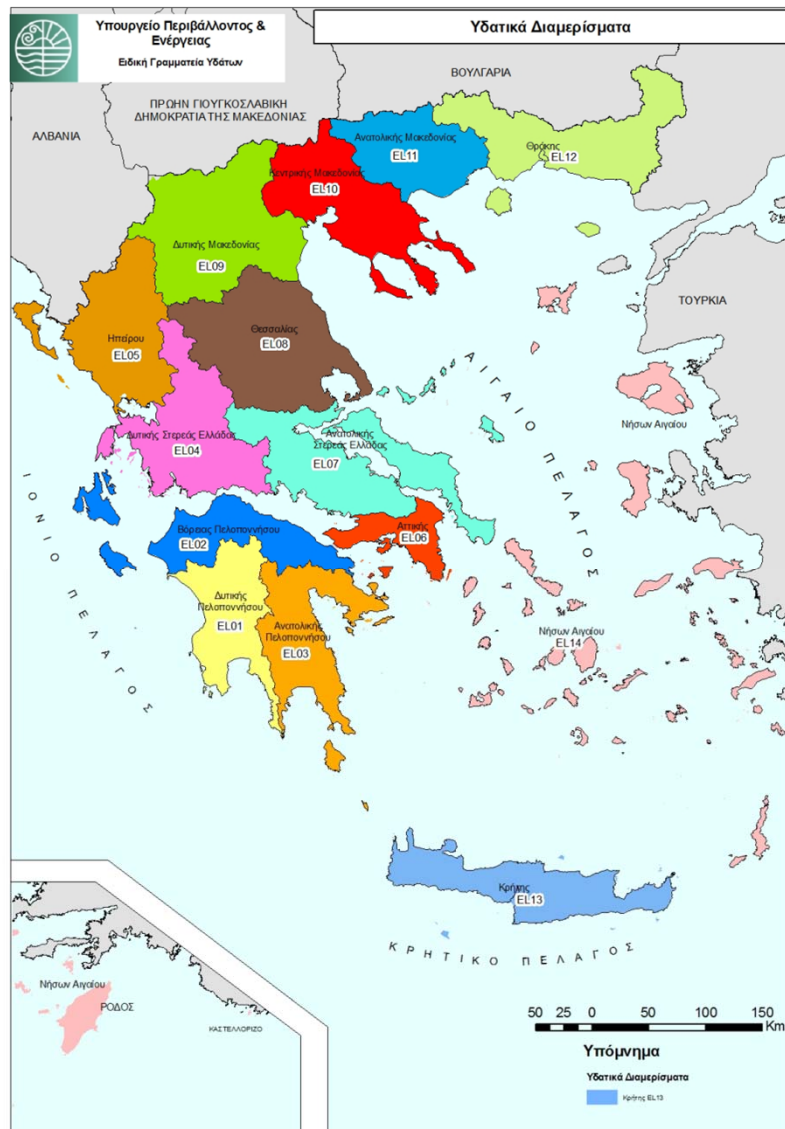 Υπουργείο Περιβάλλοντος &
Ενέργειας
Ειδική Γραμματεία Υδάτων
Υδατικά Διαμερίσματα
ΒΟΥΛΓΑΡΙΑ
ΠΡΩΗΝ ΓΙΟΥΓΚΟΣΛΑΒΙΚΗ
ΔΗΜΟΚΡΑΤΙΑ ΤΗΣ ΜΑΚΕΔΟΝΙΑΣ
ΑΛΒΑΝΙΑ
Ανατολικής Μακεδονίας
EL11
Θράκης
EL12
Κεντρικής Μακεδονίας
EL10
Δυτικής Μακεδονίας
EL09
ΤΟΥΡΚΙΑ
Ηπείρου
EL05
Θεσσαλίας
EL08
ΑΙΓΑΙΟ ΠΕΛΑΓΟΣ
Νήσων Αιγαίου
Δυτικής Στερεάς Ελλάδας
EL04
Ανατολικής
Στερεάς Ελλάδας
EL07
ΙΟΝΙΟ ΠΕΛΑΓΟΣ
Βόρειας Πελοποννήσου
EL02
Αττικής
EL06
Δυτικής
Πελοποννήσου
EL01
Ανατολικής
Πελοποννήσου
EL03
Νήσων Αιγαίου
EL14
Κρήτης
EL13
ΚΡΗΤΙΚΟ ΠΕΛΑΓΟΣ
Νήσων Αιγαίου
ΡΟΔΟΣ
ΚΑΣΤΕΛΛΟΡΙΖΟ
50 25 0 50 100 150
Km
Υπόμνημα
Υδατικά Διαμερίσματα
Κρήτης EL13